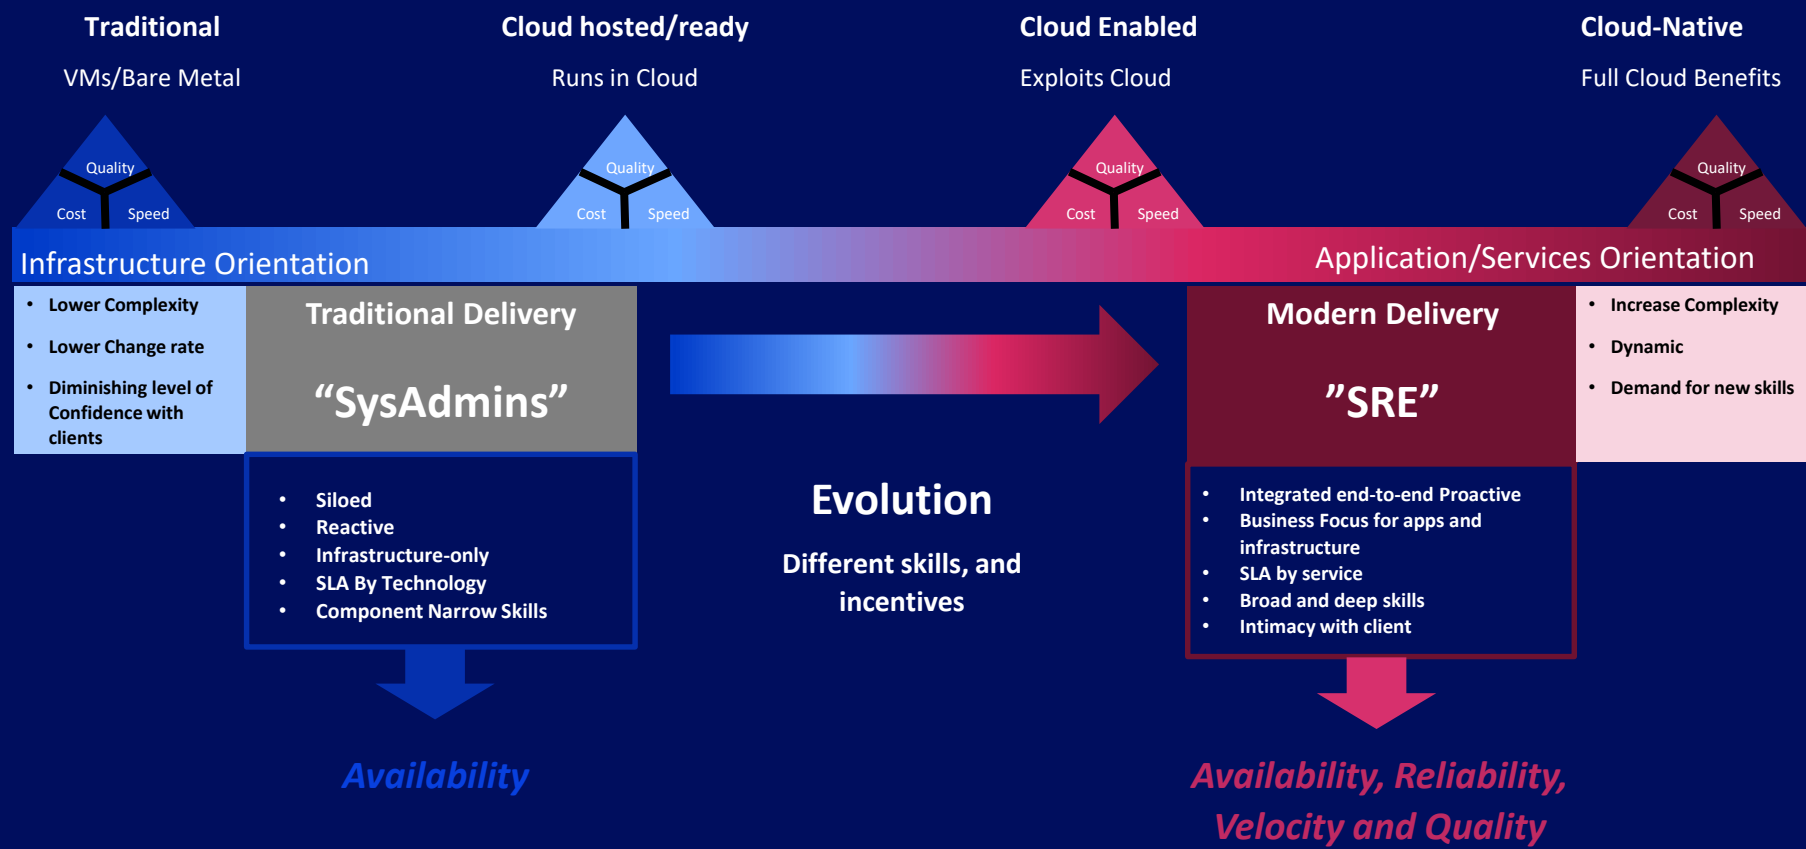 Traditional
VMs/Bare Metal
Cloud hosted/ready
Runs in Cloud
Cloud Enabled
Exploits Cloud
Cloud-Native
Full Cloud Benefits
Quality
Cost
Speed
Quality
Cost
Speed
Quality
Cost
Speed
Quality
Cost
Speed
Infrastructure Orientation
Application/Services Orientation
• Lower Complexity
• Lower Change rate
• Diminishing level of
Confidence with
clients
Traditional Delivery
“SysAdmins”
Modern Delivery
”SRE”
• Increase Complexity
• Dynamic
• Demand for new skills
• Siloed
• Reactive
• Infrastructure-only
• SLA By Technology
• Component Narrow Skills
Evolution
Different skills, and
incentives
• Integrated end-to-end Proactive
• Business Focus for apps and
infrastructure
• SLA by service
• Broad and deep skills
• Intimacy with client
Availability
Availability, Reliability,
Velocity and Quality